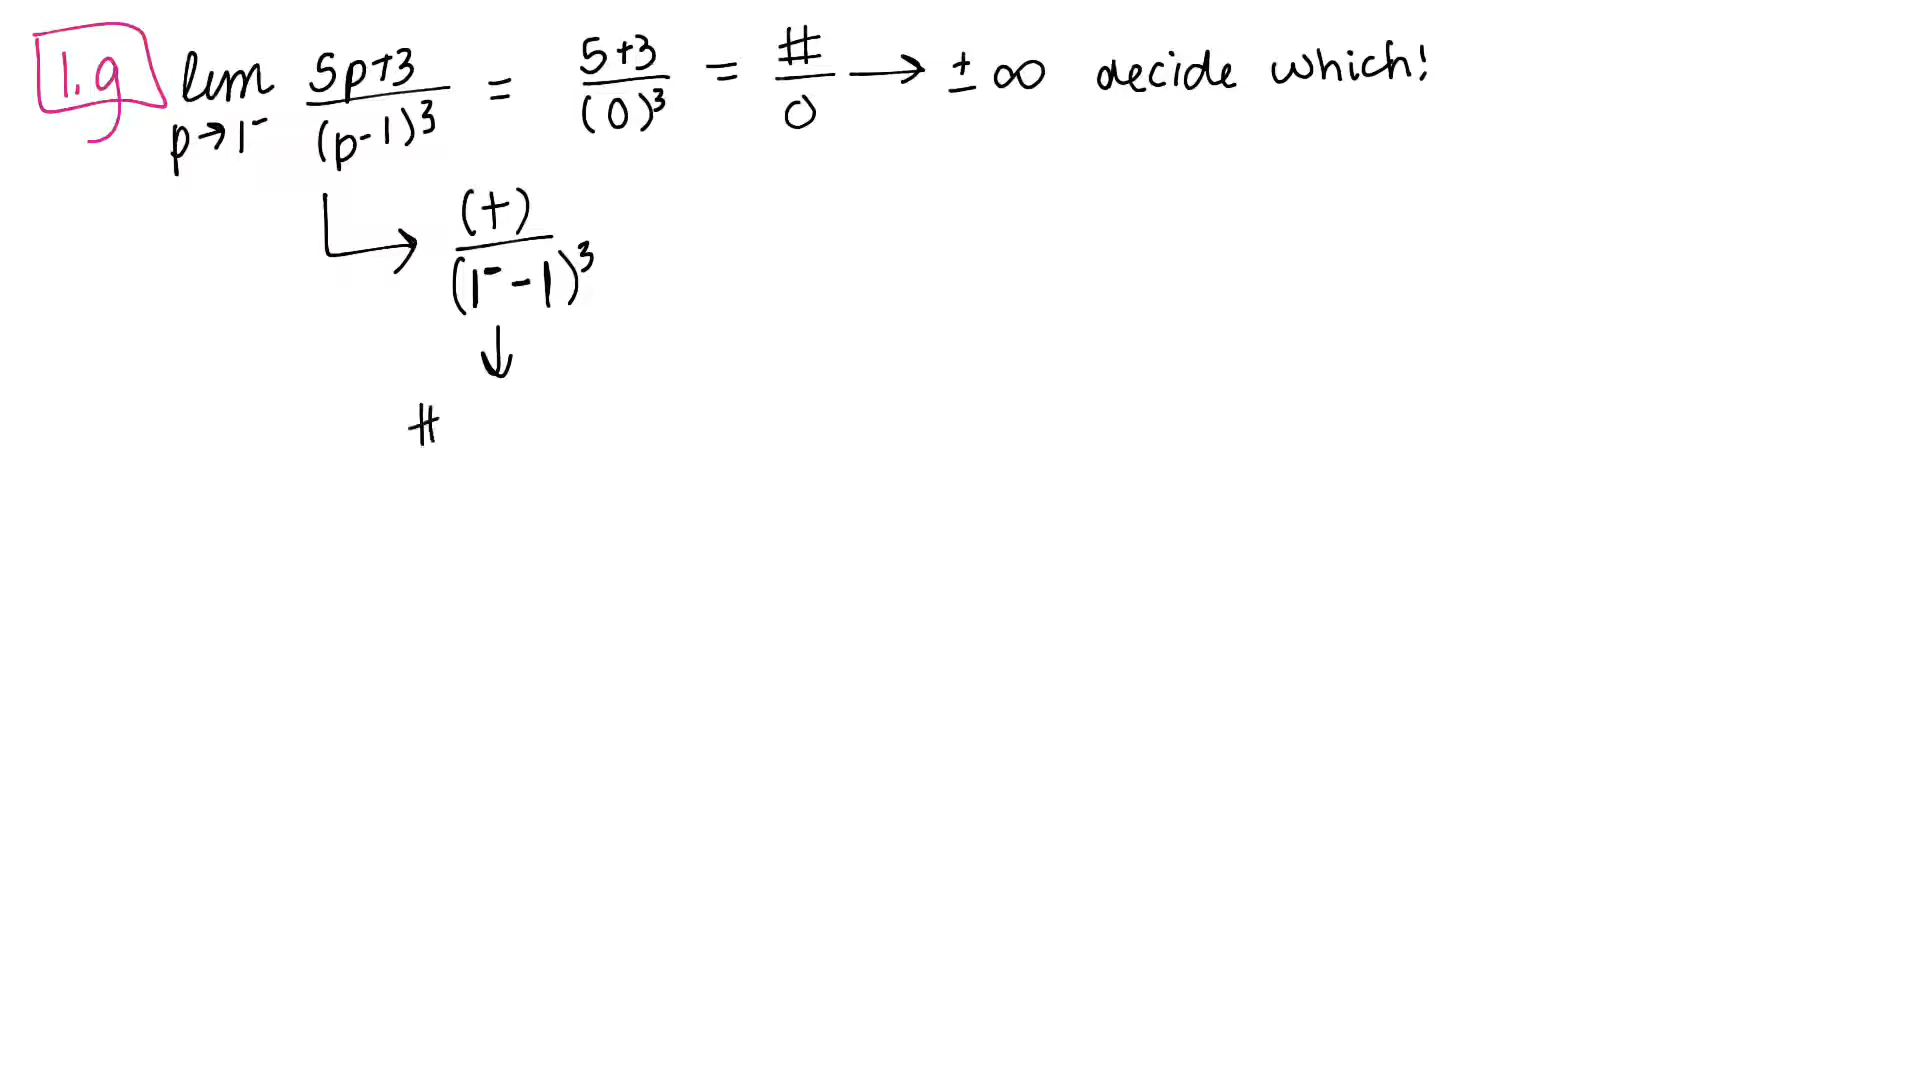 1.g lim p→1⁻ (5p+3)/(p-1)³ = (5+3)/(0)³ = #/0 → ±∞ decide which!
↳ (+)/(1⁻-1)³
↓
#